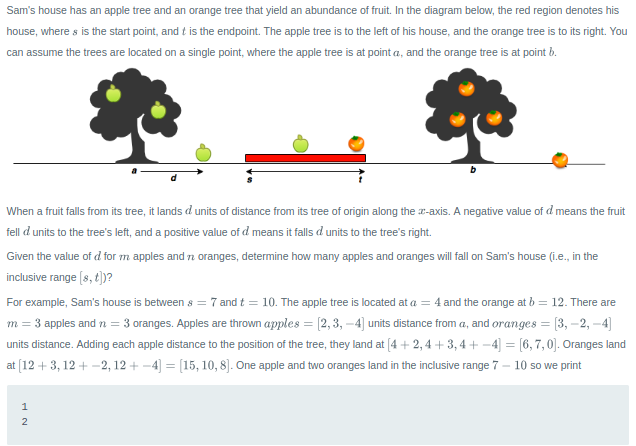 Sam's house has an apple tree and an orange tree that yield an abundance of fruit. In the diagram below, the red region denotes his
house, where s is the start point, and t is the endpoint. The apple tree is to the left of his house, and the orange tree is to its right. You
can assume the trees are located on a single point, where the apple tree is at point a, and the orange tree is at point b.
a
d
s
t
b
When a fruit falls from its tree, it lands d units of distance from its tree of origin along the x-axis. A negative value of d means the fruit
fell d units to the tree's left, and a positive value of d means it falls d units to the tree's right.
Given the value of d for m apples and n oranges, determine how many apples and oranges will fall on Sam's house (i.e., in the
inclusive range [s, t])?
For example, Sam's house is between s = 7 and t = 10. The apple tree is located at a = 4 and the orange at b = 12. There are
m = 3 apples and n = 3 oranges. Apples are thrown apples = [2, 3, −4] units distance from a, and oranges = [3, −2, −4]
units distance. Adding each apple distance to the position of the tree, they land at [4 + 2, 4 + 3, 4 + −4] = [6, 7, 0]. Oranges land
at [12 + 3, 12 + −2, 12 + −4] = [15, 10, 8]. One apple and two oranges land in the inclusive range 7 − 10 so we print
1
2